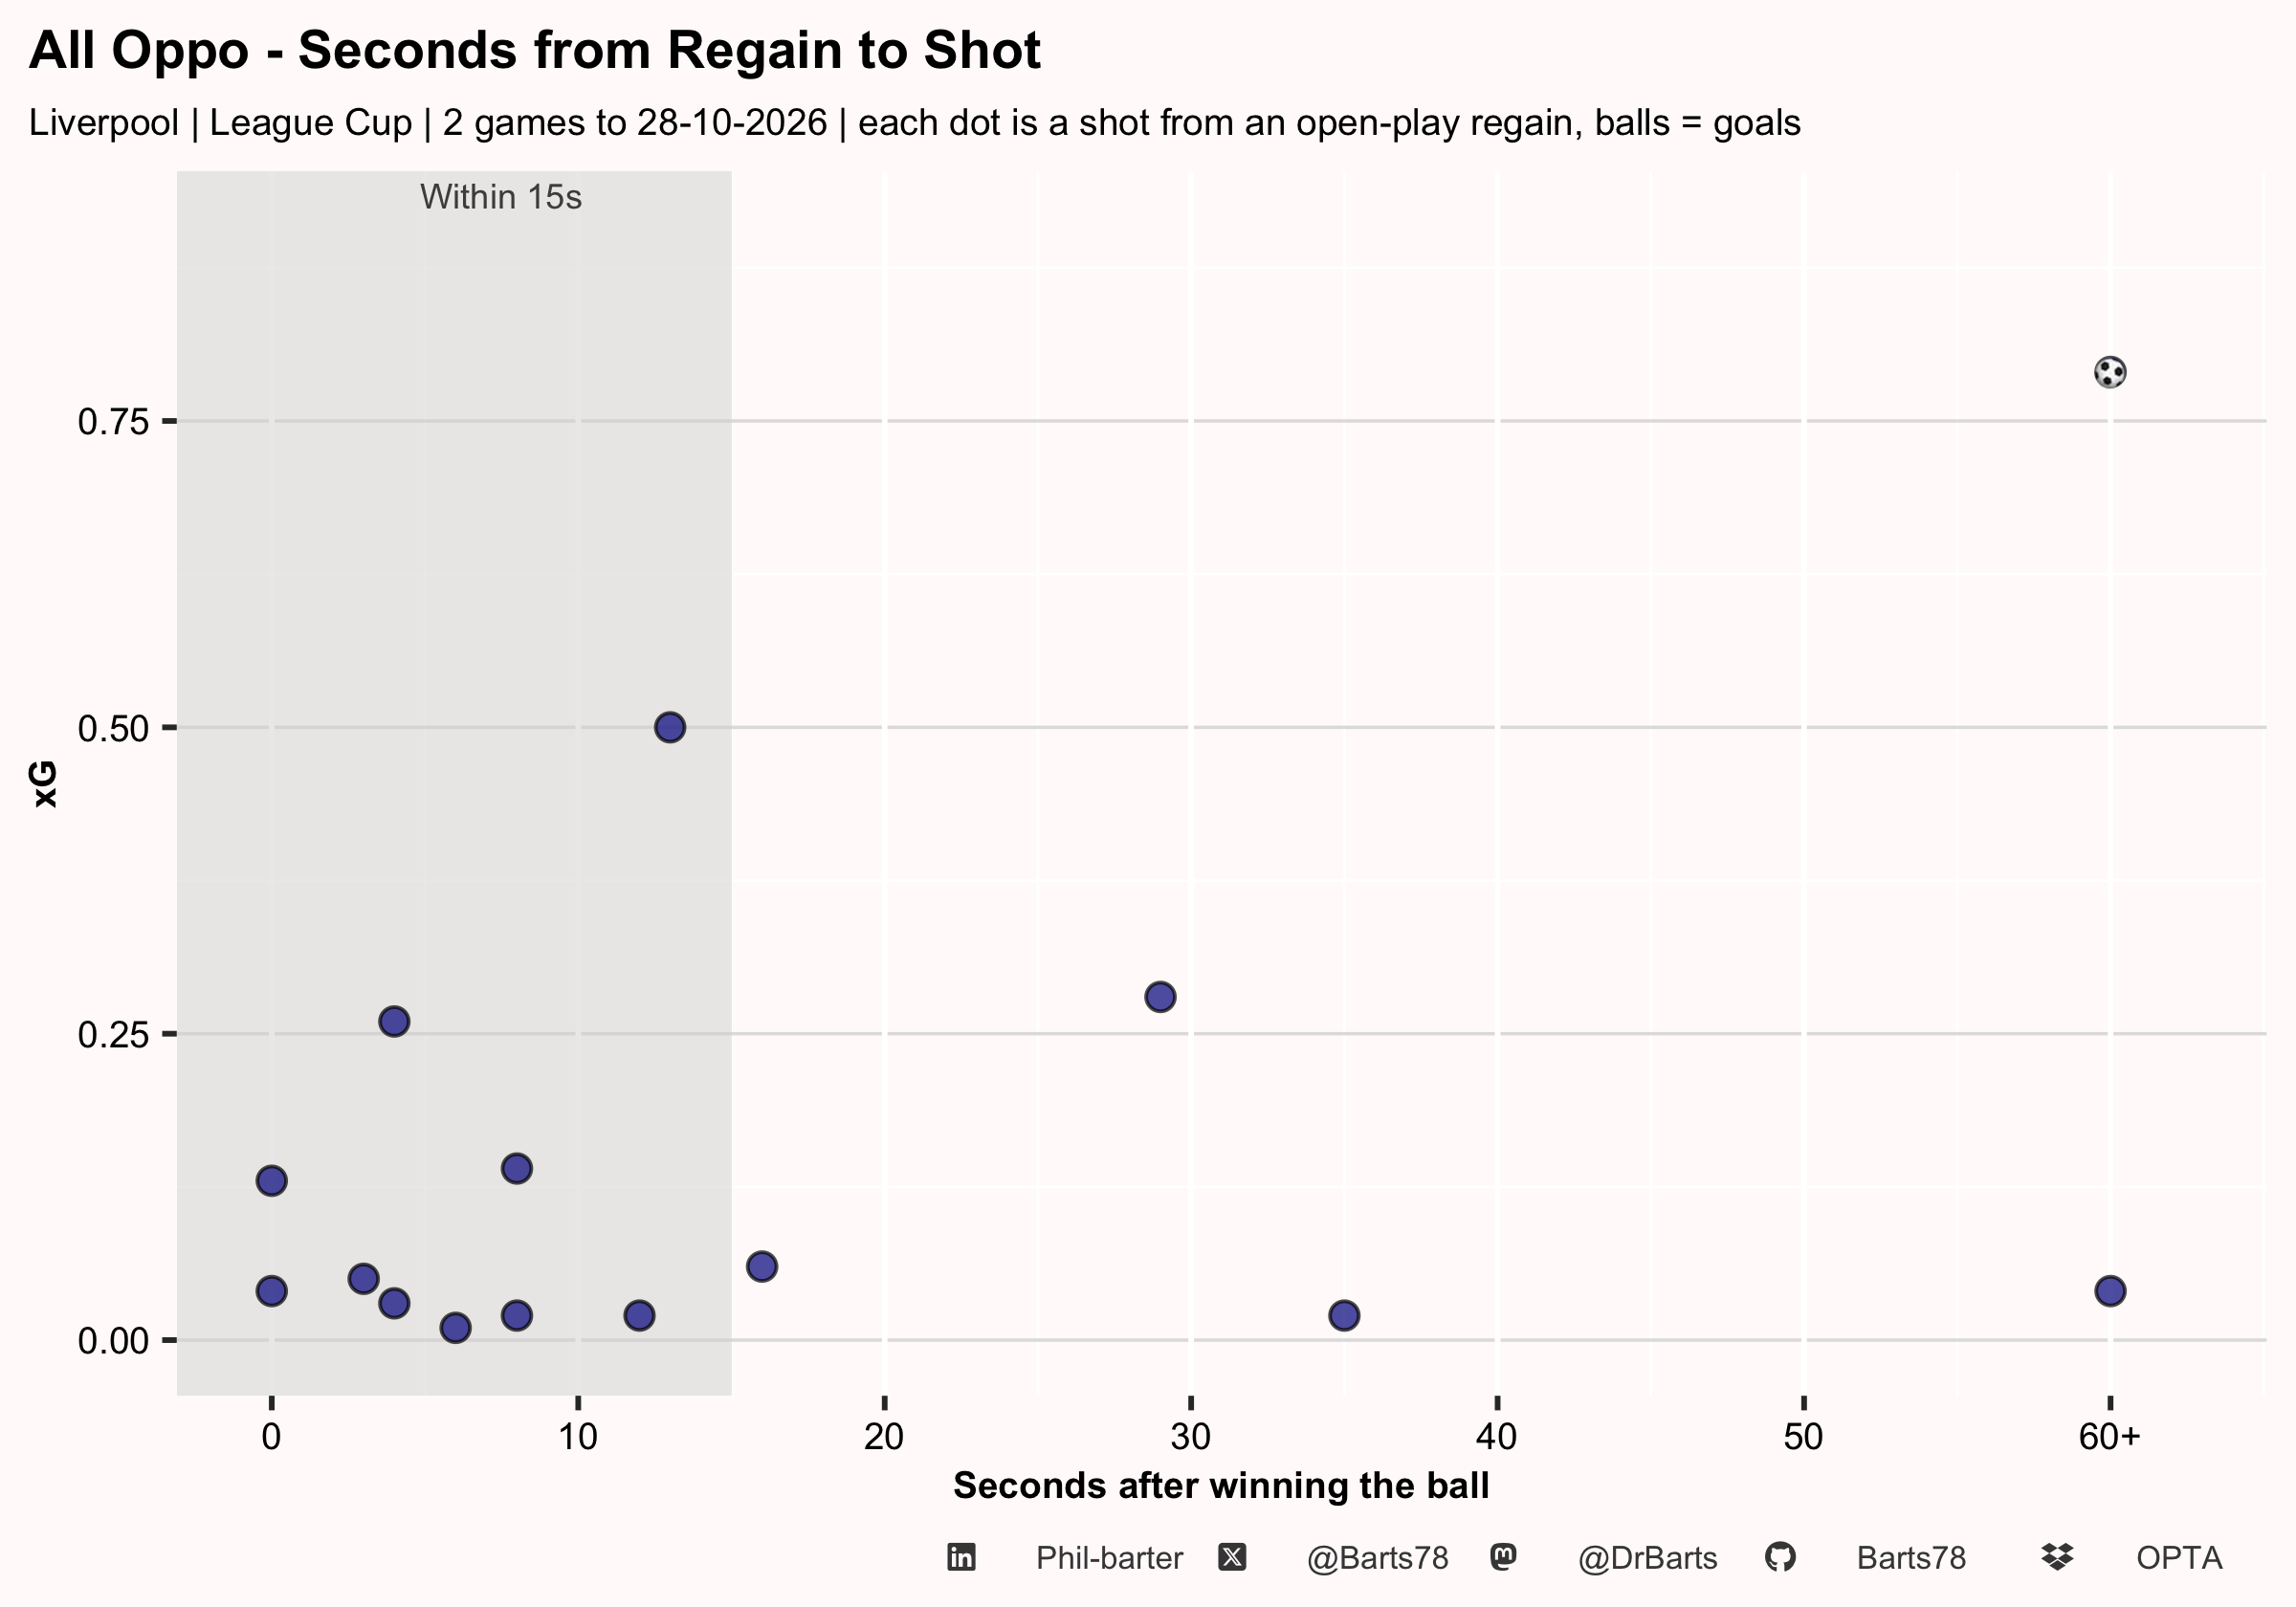 All Oppo - Seconds from Regain to Shot
Liverpool | League Cup | 2 games to 28-10-2026 | each dot is a shot from an open-play regain, balls = goals
Within 15s
0.75
0.50
0.25
0.00
xG
0 10 20 30 40 50 60+
Seconds after winning the ball
Phil-barter @Barts78 @DrBarts Barts78 OPTA